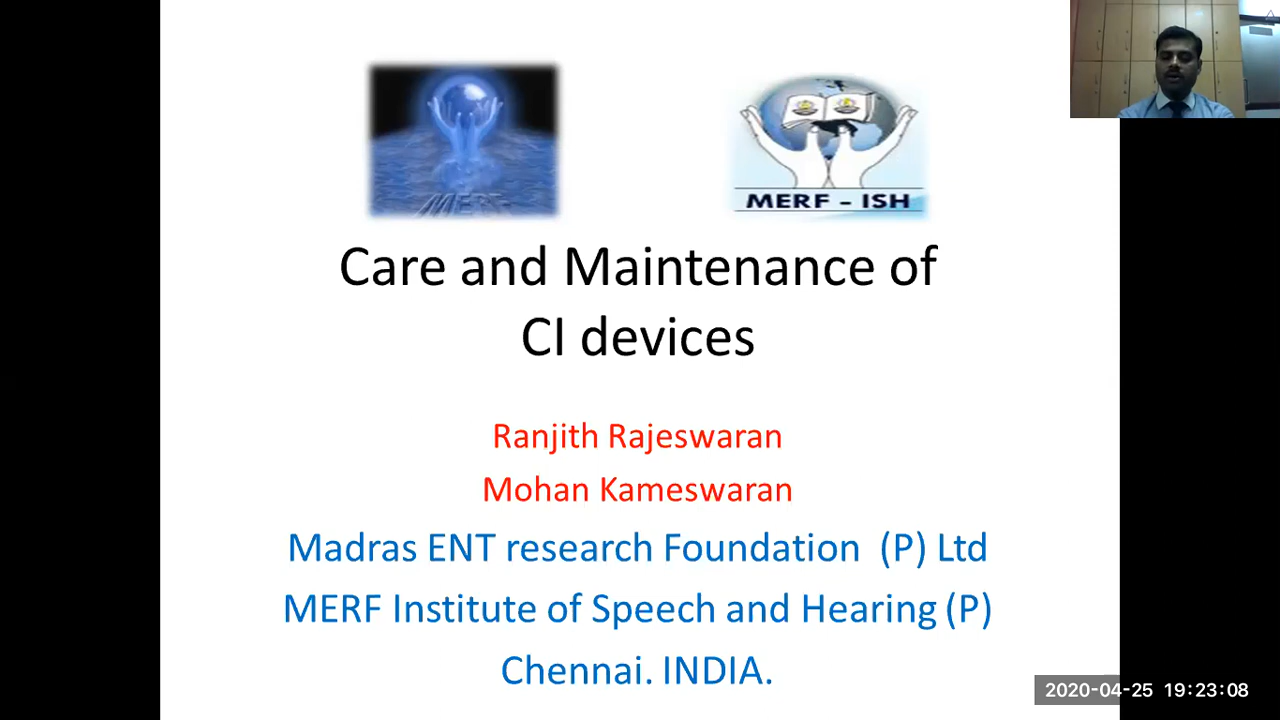 MERF
MERF - ISH
Care and Maintenance of
CI devices
Ranjith Rajeswaran
Mohan Kameswaran
Madras ENT research Foundation (P) Ltd
MERF Institute of Speech and Hearing (P)
Chennai. INDIA.
2020-04-25 19:23:08